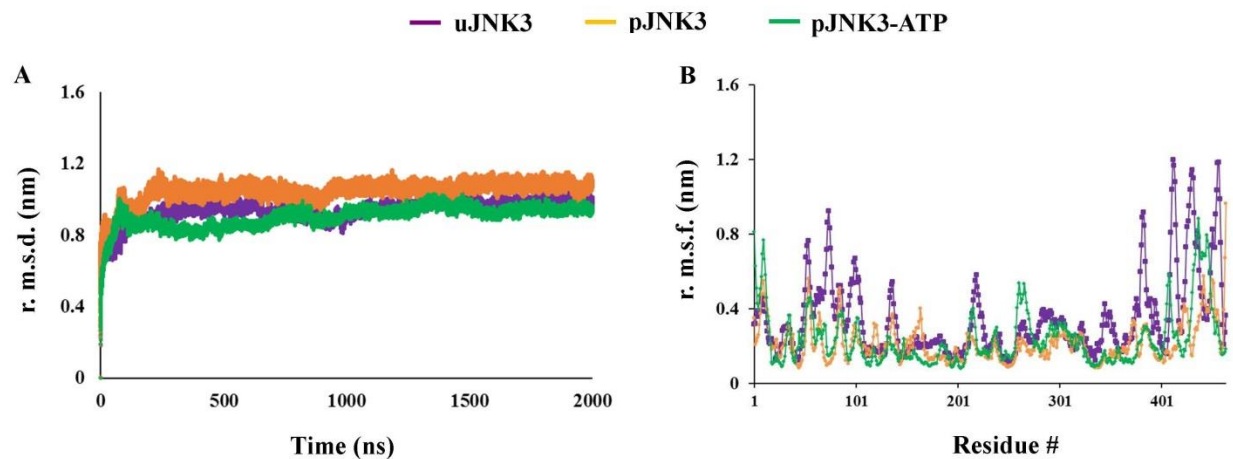 uJNK3 pJNK3 pJNK3-ATP
A
1.6
1.2
0.8
0.4
0
0 500 1000 1500 2000
r. m.s.d. (nm)
Time (ns)
B
1.6
1.2
0.8
0.4
0
1 101 201 301 401
r. m.s.f. (nm)
Residue #